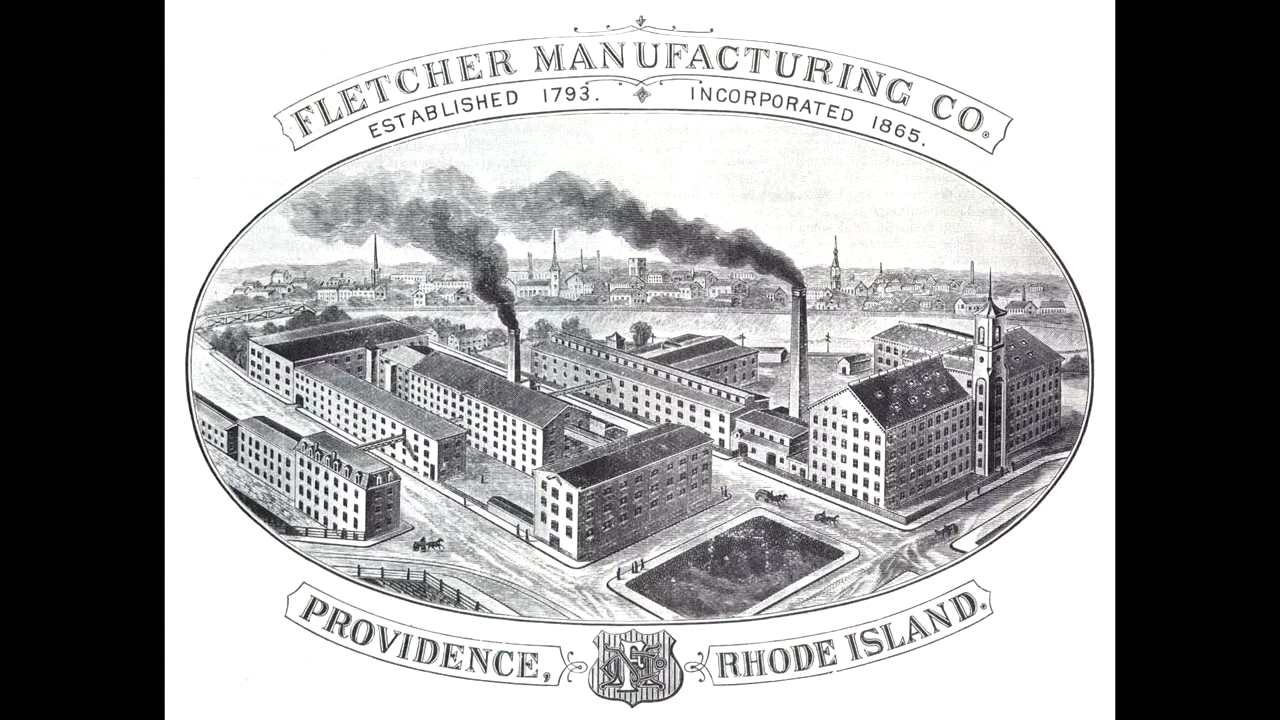 FLETCHER MANUFACTURING CO.
ESTABLISHED 1793. INCORPORATED 1865.
PROVIDENCE, RHODE ISLAND.